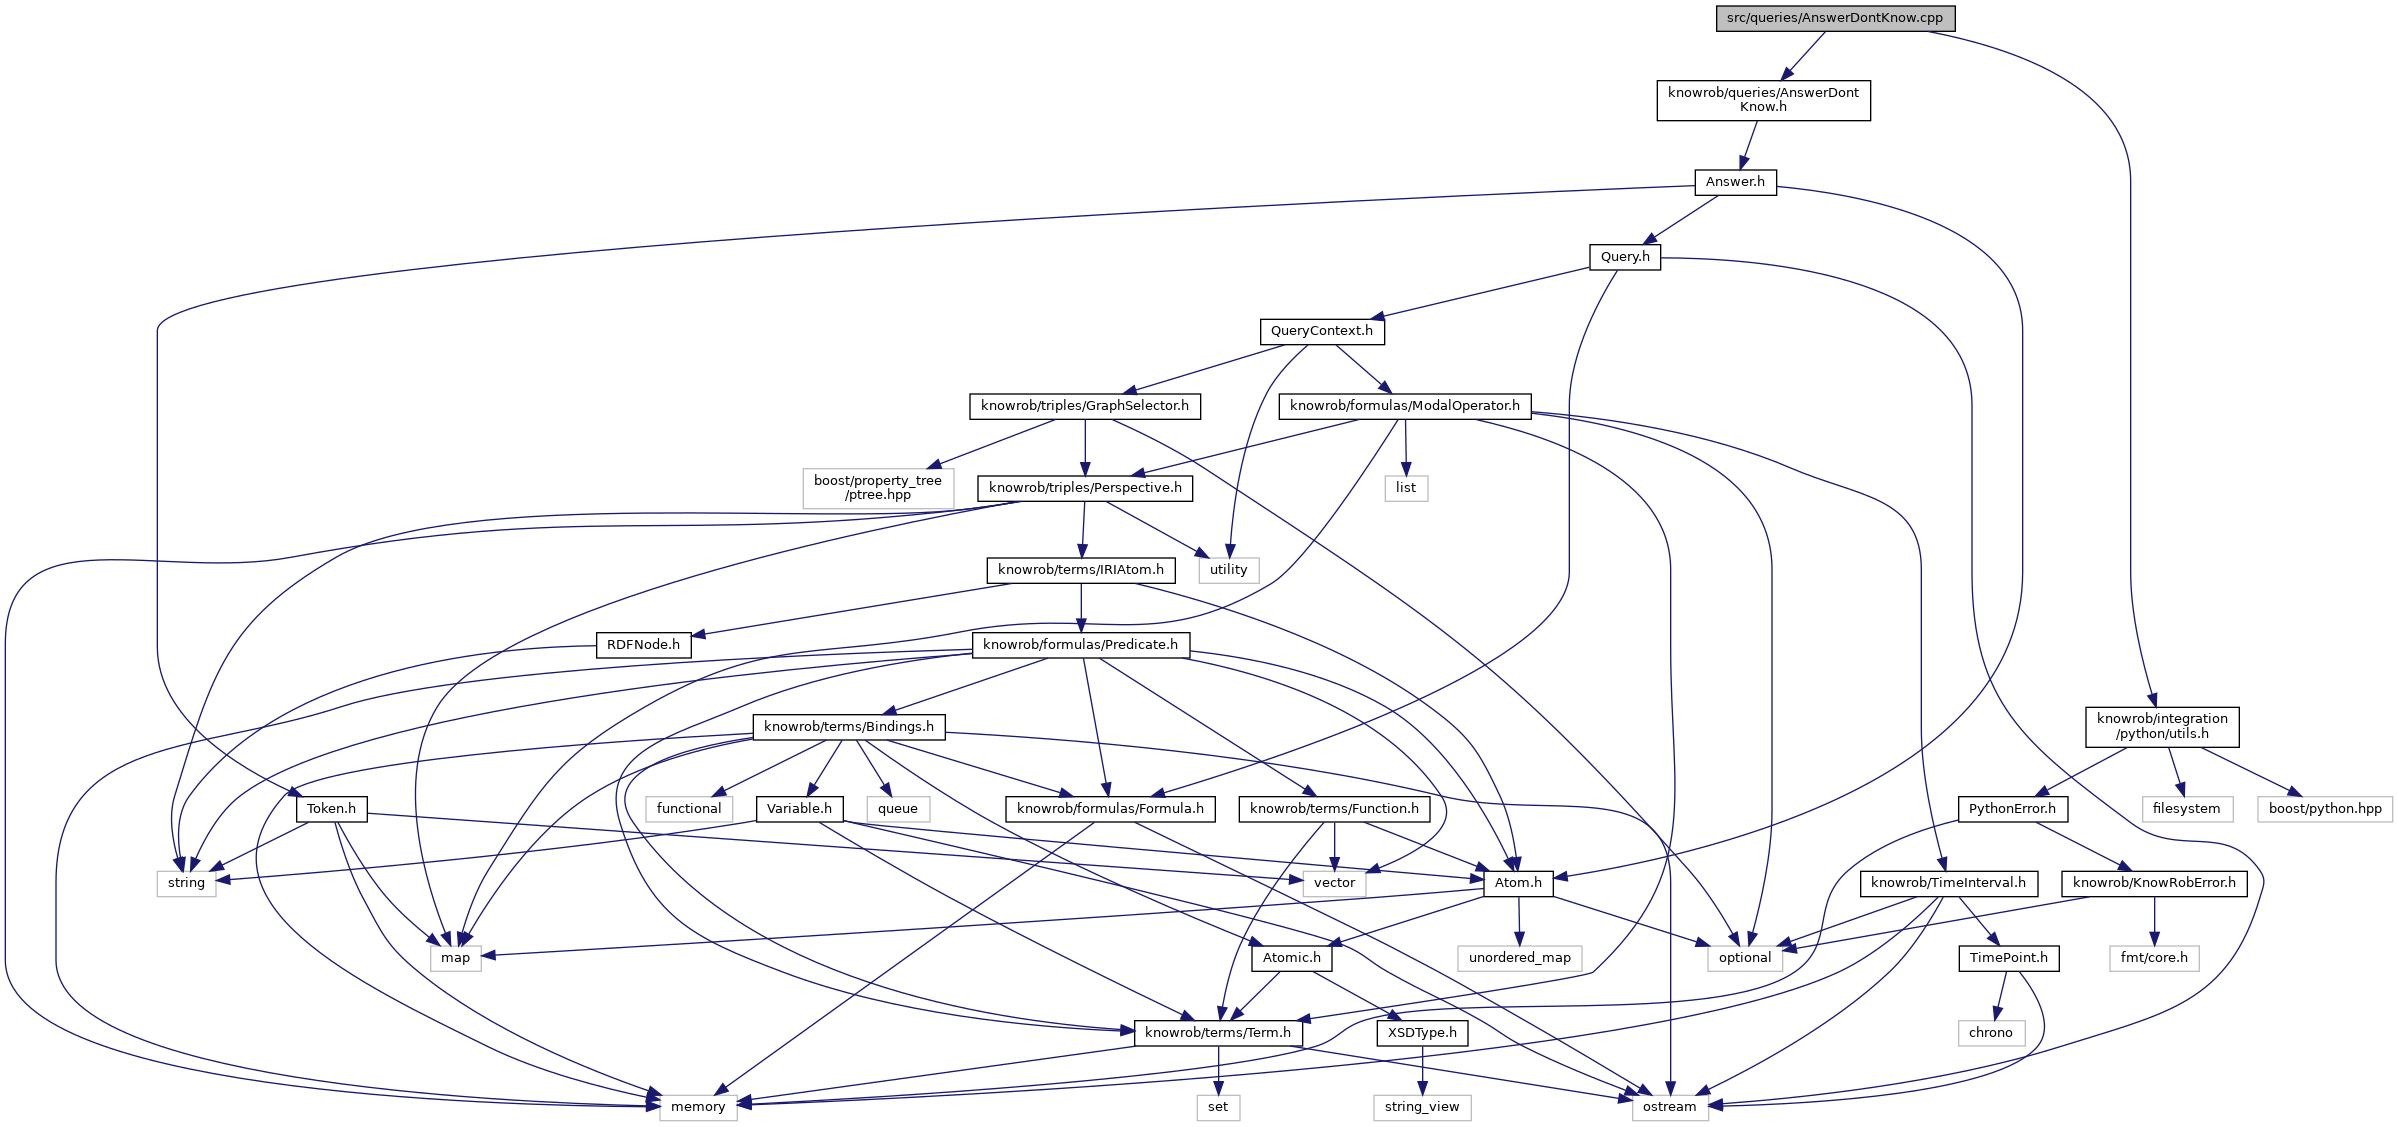 src/queries/AnswerDontKnow.cpp
knowrob/queries/AnswerDont
Know.h
Answer.h
Query.h
QueryContext.h
knowrob/triples/GraphSelector.h
knowrob/formulas/ModalOperator.h
boost/property_tree
/ptree.hpp
knowrob/triples/Perspective.h
list
knowrob/terms/IRIAtom.h
utility
RDFNode.h
knowrob/formulas/Predicate.h
knowrob/terms/Bindings.h
knowrob/integration
/python/utils.h
Token.h
functional
Variable.h
queue
knowrob/formulas/Formula.h
knowrob/terms/Function.h
PythonError.h
filesystem
boost/python.hpp
string
vector
Atom.h
knowrob/TimeInterval.h
knowrob/KnowRobError.h
map
Atomic.h
unordered_map
optional
TimePoint.h
fmt/core.h
knowrob/terms/Term.h
XSDType.h
chrono
memory
set
string_view
ostream